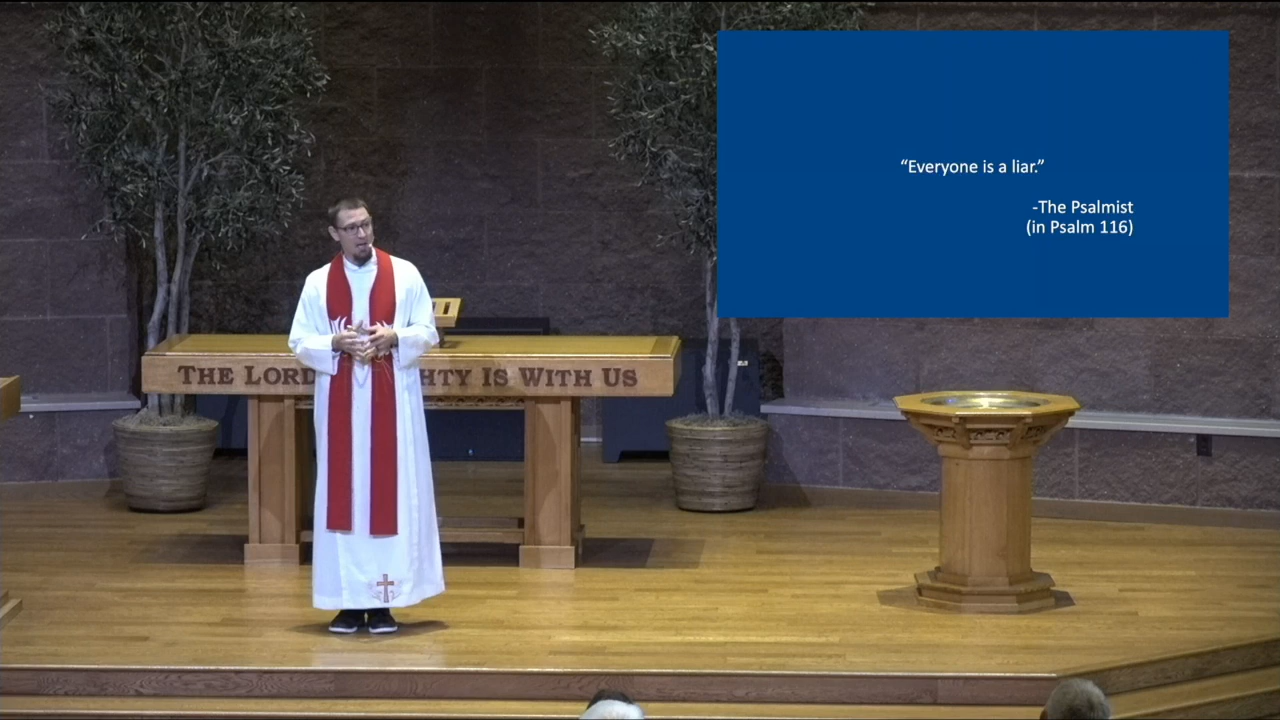 “Everyone is a liar.”
-The Psalmist
(in Psalm 116)
THE LORD HTY IS WITH US